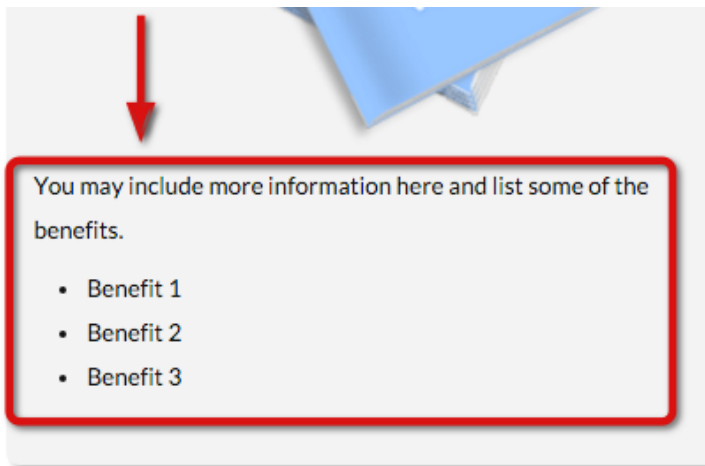 You may include more information here and list some of the
benefits.
• Benefit 1
• Benefit 2
• Benefit 3